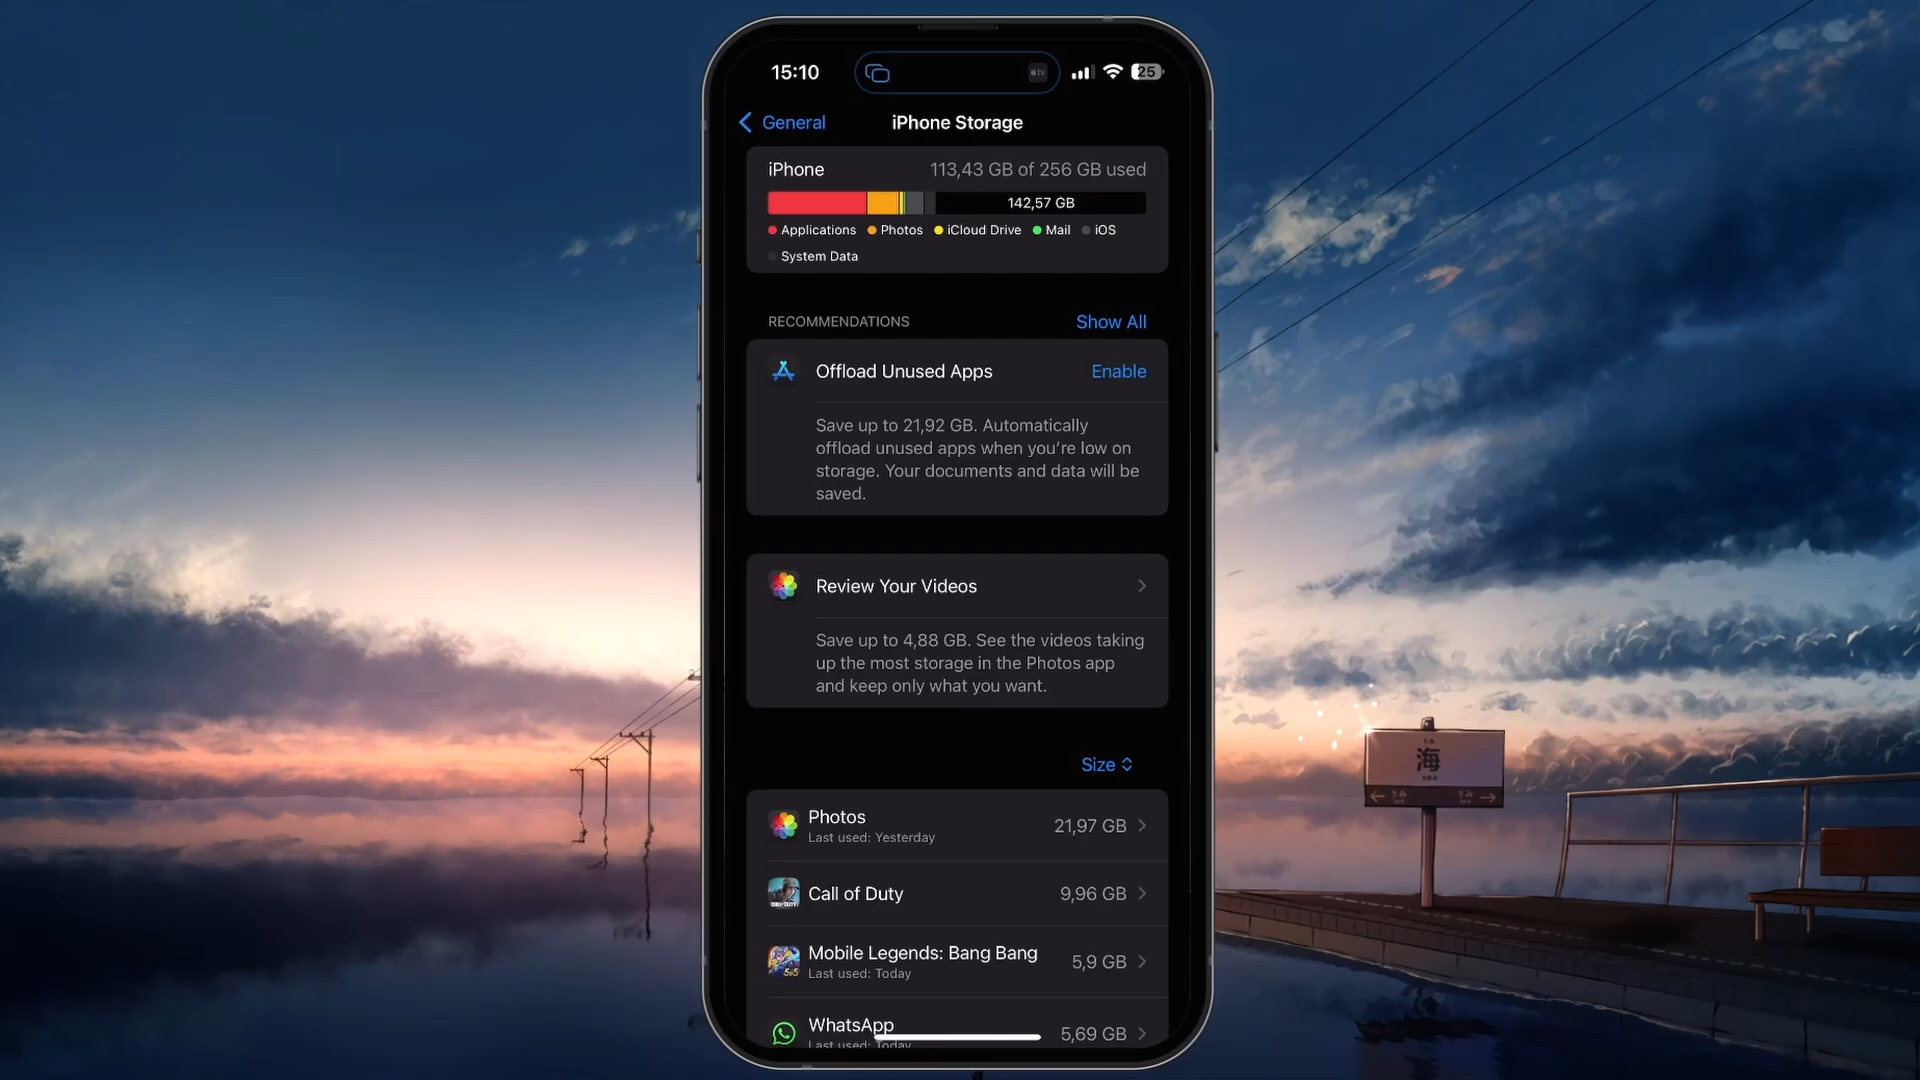 15:10
tv
25
General
iPhone Storage
iPhone
113,43 GB of 256 GB used
142,57 GB
Applications
Photos
iCloud Drive
Mail
iOS
System Data
RECOMMENDATIONS
Show All
Offload Unused Apps
Enable
Save up to 21,92 GB. Automatically
offload unused apps when you’re low on
storage. Your documents and data will be
saved.
Review Your Videos
Save up to 4,88 GB. See the videos taking
up the most storage in the Photos app
and keep only what you want.
Size
Photos
Last used: Yesterday
21,97 GB
Call of Duty
9,96 GB
Mobile Legends: Bang Bang
Last used: Today
5,9 GB
WhatsApp
Last used: Today
5,69 GB
海